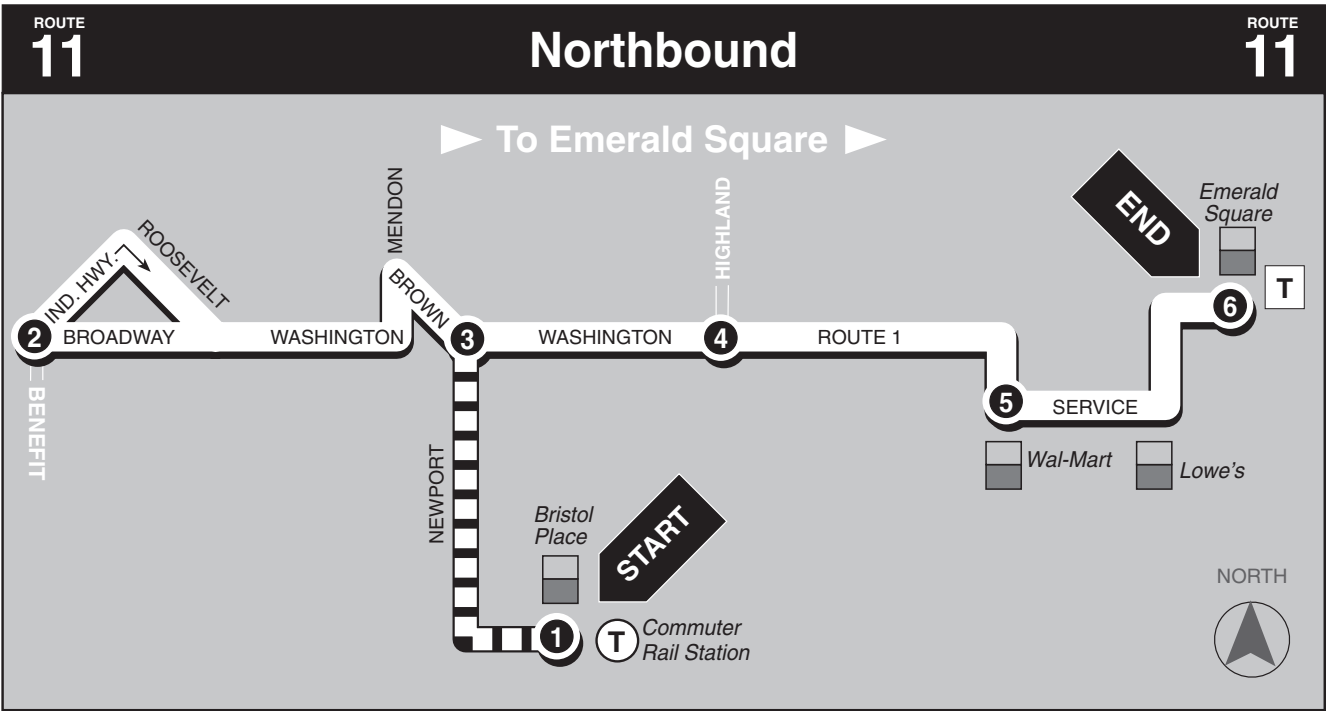 ROUTE
11
Northbound
ROUTE
11
To Emerald Square
MENDON
HIGHLAND
END
Emerald
Square
T
6
IND. HWY.
ROOSEVELT
BROWN
2
BROADWAY
WASHINGTON
3
WASHINGTON
4
ROUTE 1
BENEFIT
5
SERVICE
Wal-Mart
Lowe's
NEWPORT
Bristol
Place
START
1
T
Commuter
Rail Station
NORTH